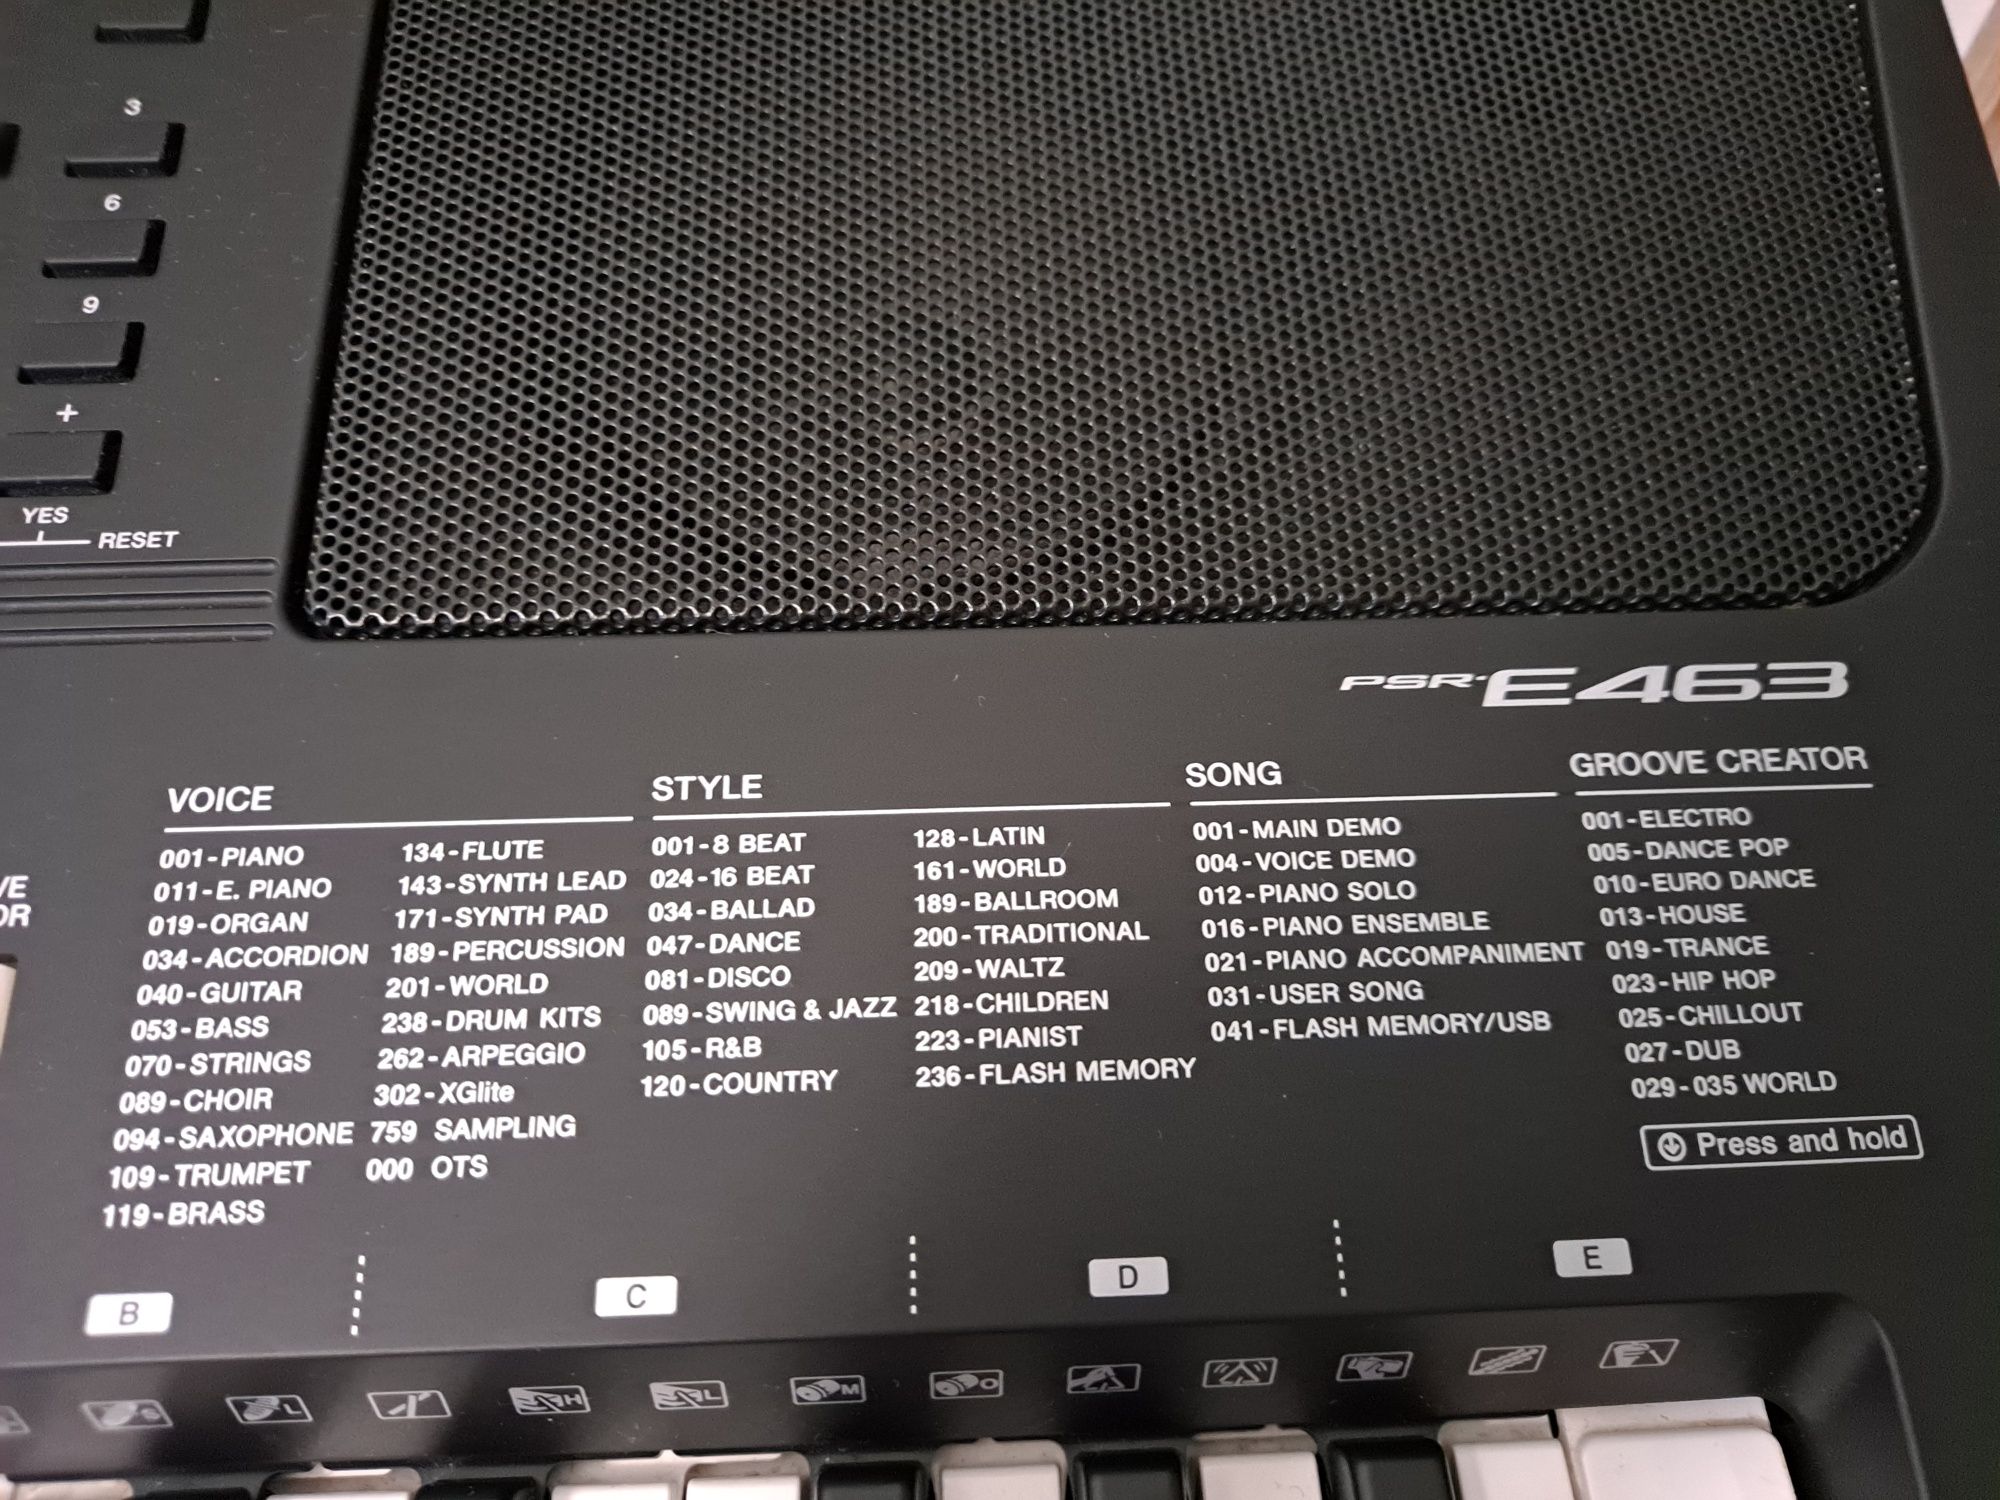 3
6
9
+
YES
RESET
PSR-E463
VOICE
001-PIANO
011-E. PIANO
019-ORGAN
034-ACCORDION
040-GUITAR
053-BASS
070-STRINGS
089-CHOIR
094-SAXOPHONE
109-TRUMPET
119-BRASS
134-FLUTE
143-SYNTH LEAD
171-SYNTH PAD
189-PERCUSSION
201-WORLD
238-DRUM KITS
262-ARPEGGIO
302-XGlite
759 SAMPLING
000 OTS
STYLE
001-8 BEAT
024-16 BEAT
034-BALLAD
047-DANCE
081-DISCO
089-SWING & JAZZ
105-R&B
120-COUNTRY
128-LATIN
161-WORLD
189-BALLROOM
200-TRADITIONAL
209-WALTZ
218-CHILDREN
223-PIANIST
236-FLASH MEMORY
SONG
001-MAIN DEMO
004-VOICE DEMO
012-PIANO SOLO
016-PIANO ENSEMBLE
021-PIANO ACCOMPANIMENT
031-USER SONG
041-FLASH MEMORY/USB
GROOVE CREATOR
001-ELECTRO
005-DANCE POP
010-EURO DANCE
013-HOUSE
019-TRANCE
023-HIP HOP
025-CHILLOUT
027-DUB
029-035 WORLD
Press and hold
B
C
D
E
S
L
H
L
M
O